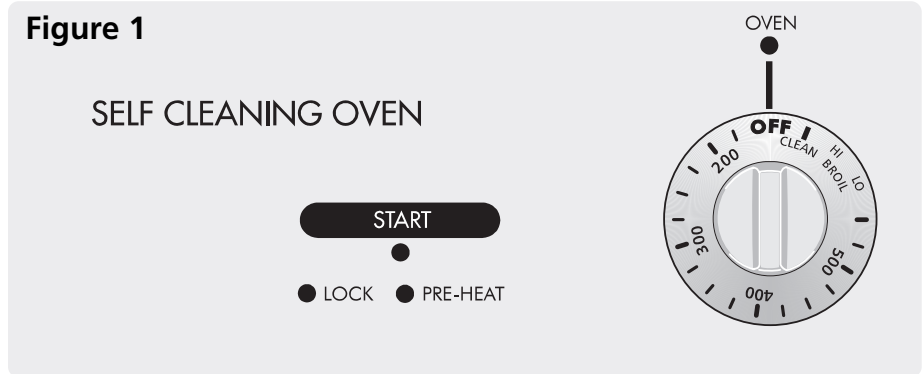 Figure 1
OVEN
SELF CLEANING OVEN
OFF
CLEAN
HI
BROIL
LO
200
300
400
500
START
LOCK
PRE-HEAT